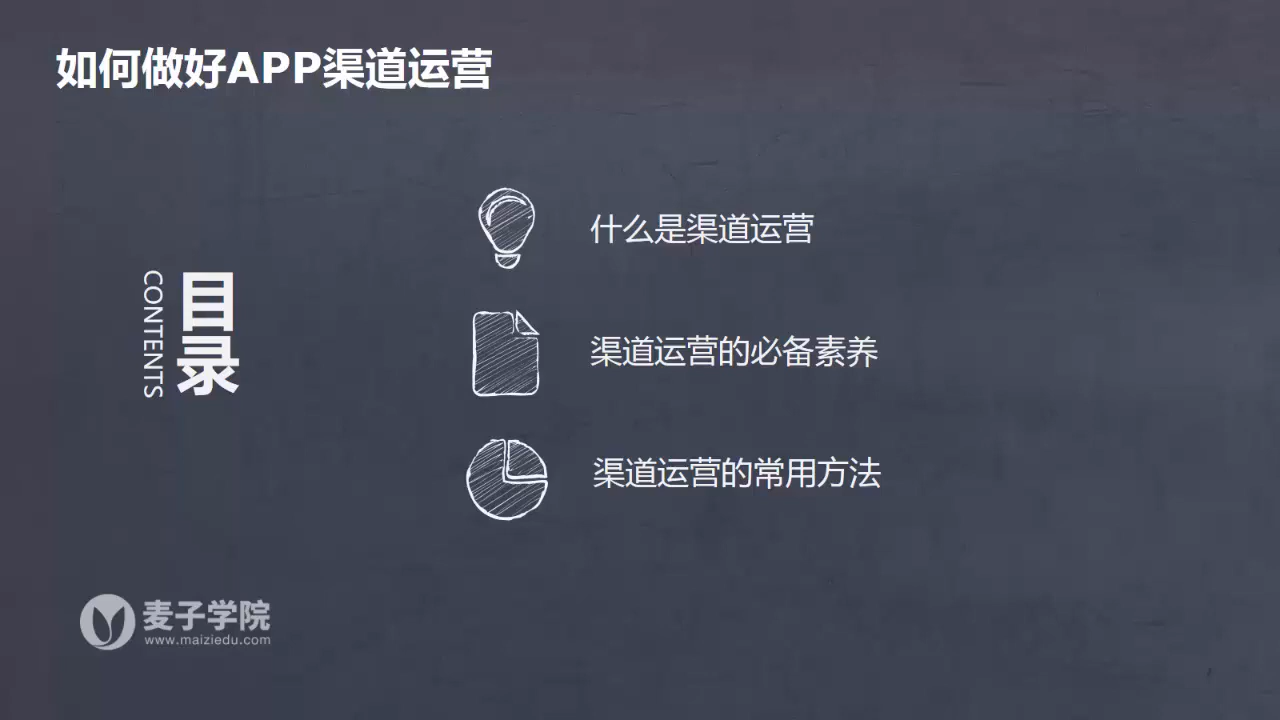 如何做好APP渠道运营
什么是渠道运营
目录
CONTENTS
渠道运营的必备素养
渠道运营的常用方法
麦子学院
www.maiziedu.com